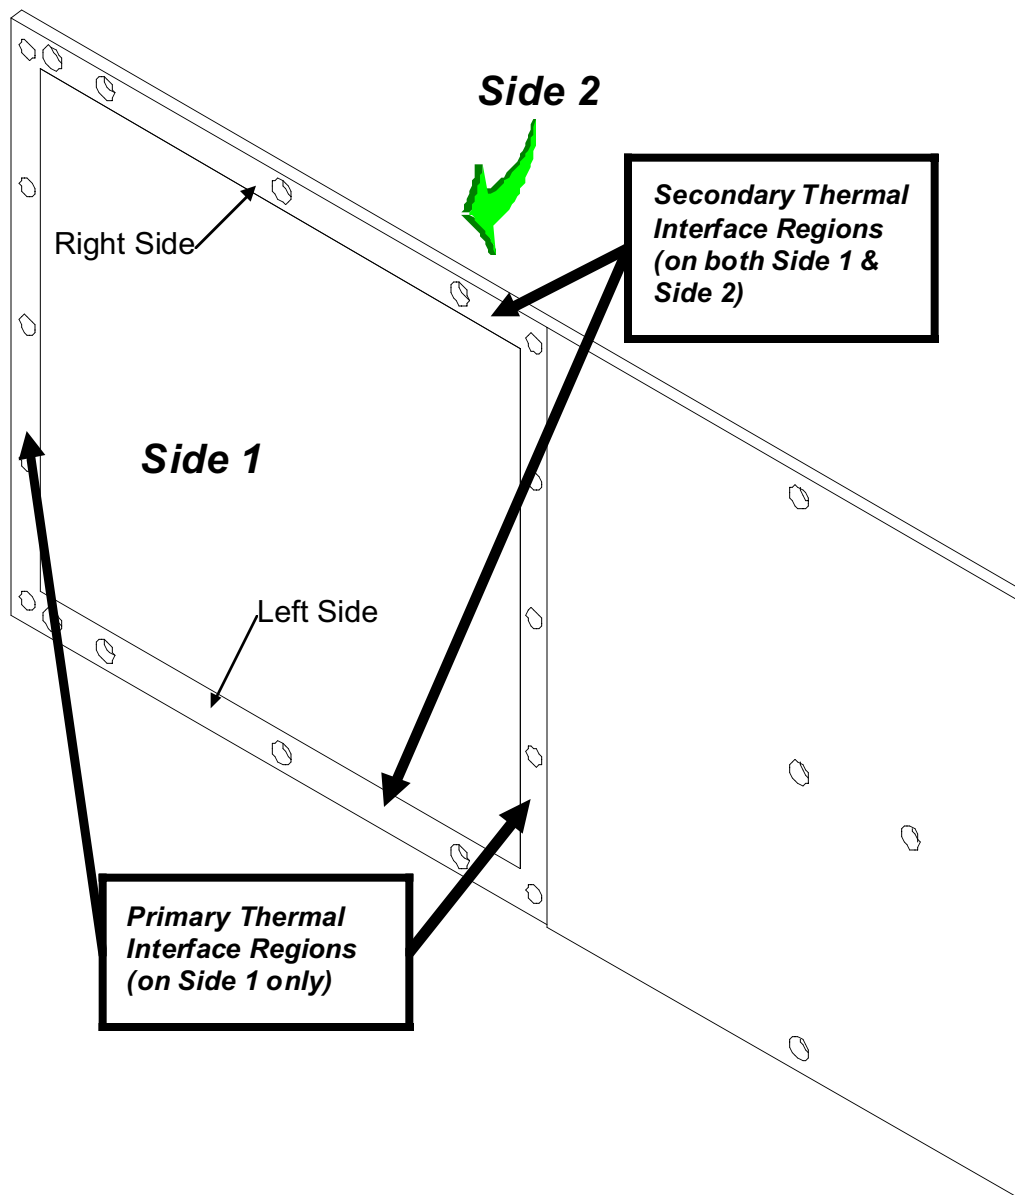 Side 2
Secondary Thermal
Interface Regions
(on both Side 1 &
Side 2)
Right Side
Side 1
Left Side
Primary Thermal
Interface Regions
(on Side 1 only)